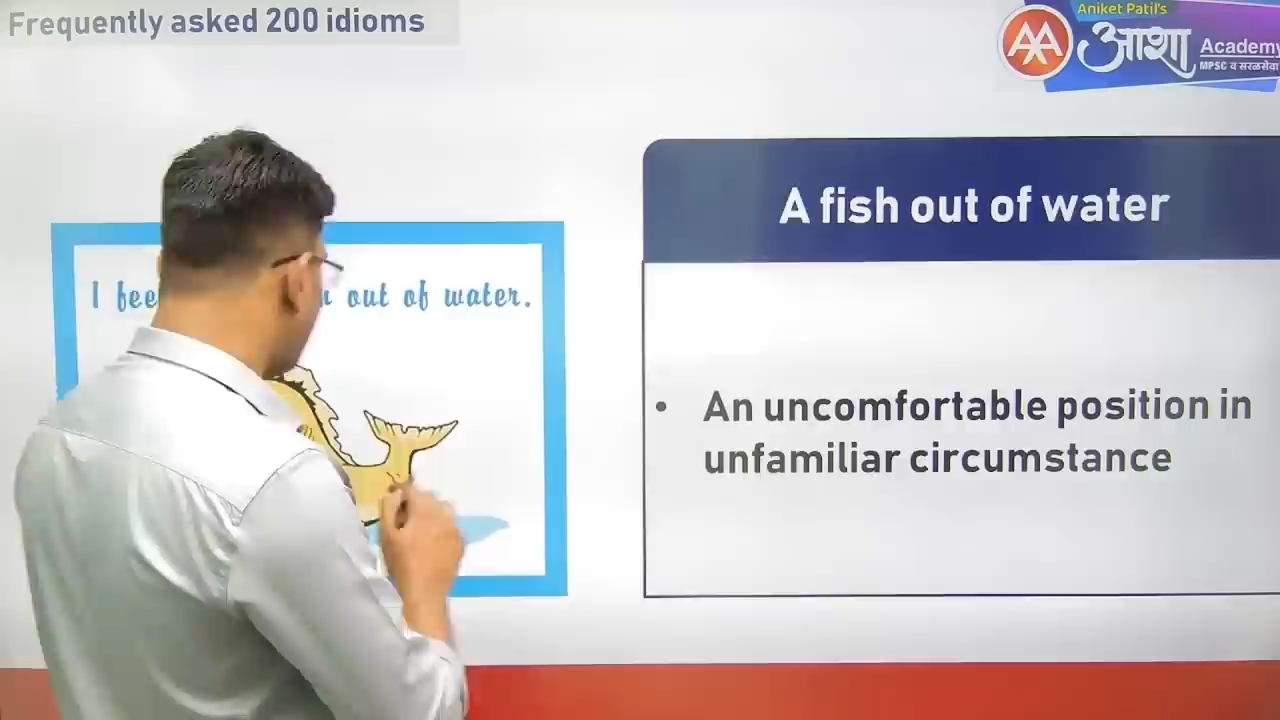 Frequently asked 200 idioms
Aniket Patil's
आशा Academy
MPSC व सरळसेवा
A fish out of water
I out of water.
• An uncomfortable position in
unfamiliar circumstance